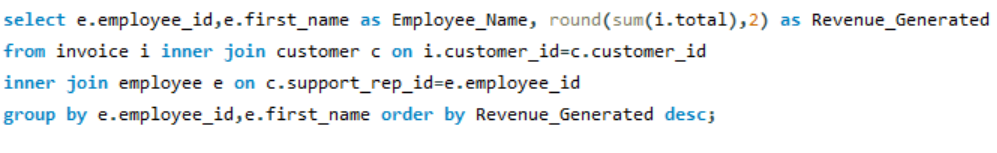 select e.employee_id,e.first_name as Employee_Name, round(sum(i.total),2) as Revenue_Generated
from invoice i inner join customer c on i.customer_id=c.customer_id
inner join employee e on c.support_rep_id=e.employee_id
group by e.employee_id,e.first_name order by Revenue_Generated desc;